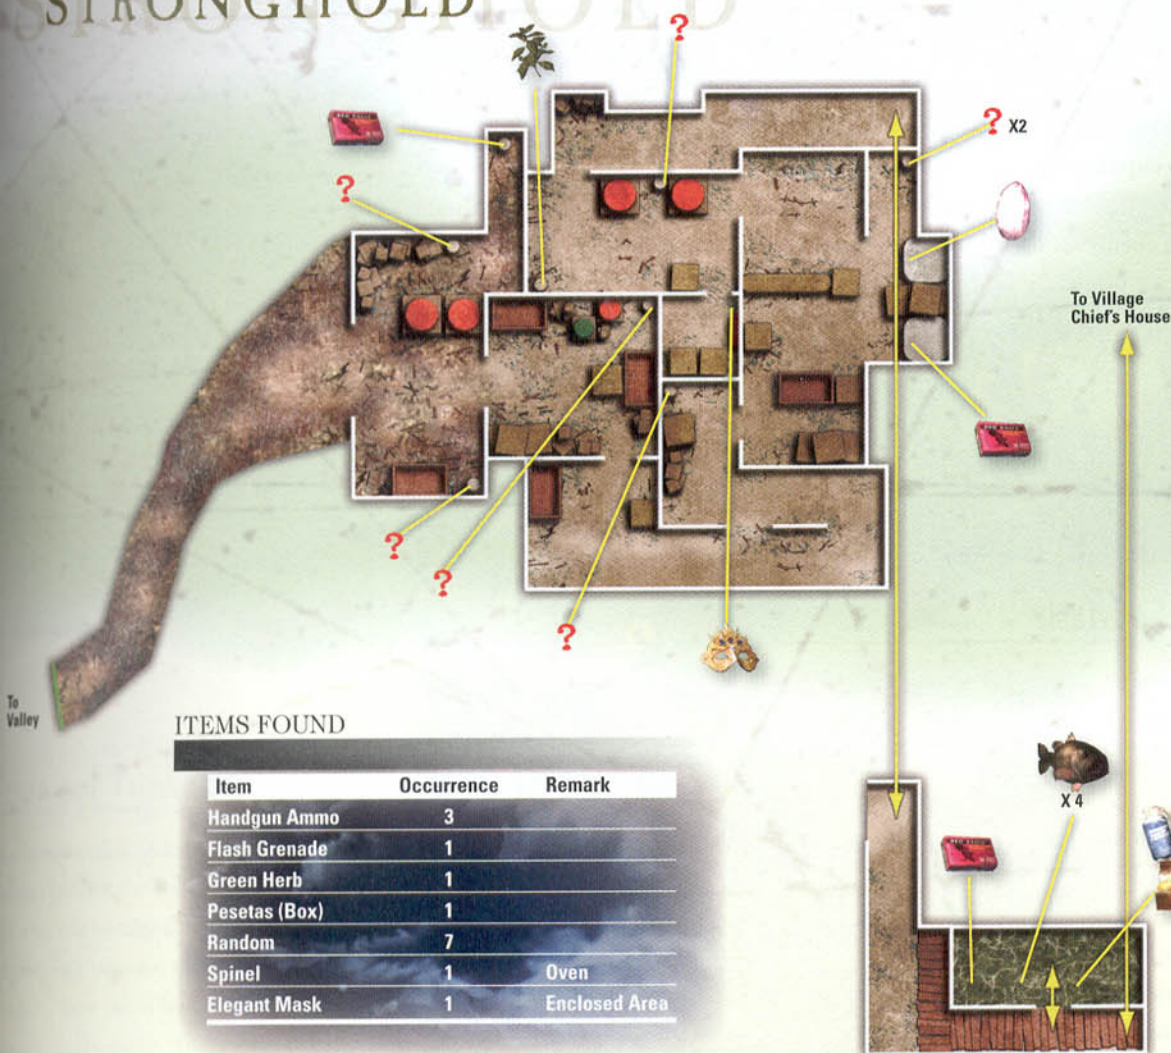 STRONGHOLD
?
?
? X2
?
To Village
Chief's House
?
?
?
To
Valley
ITEMS FOUND
Item Occurrence Remark
Handgun Ammo 3
Flash Grenade 1
Green Herb 1
Pesetas (Box) 1
Random 7
Spinel 1 Oven
Elegant Mask 1 Enclosed Area
X 4